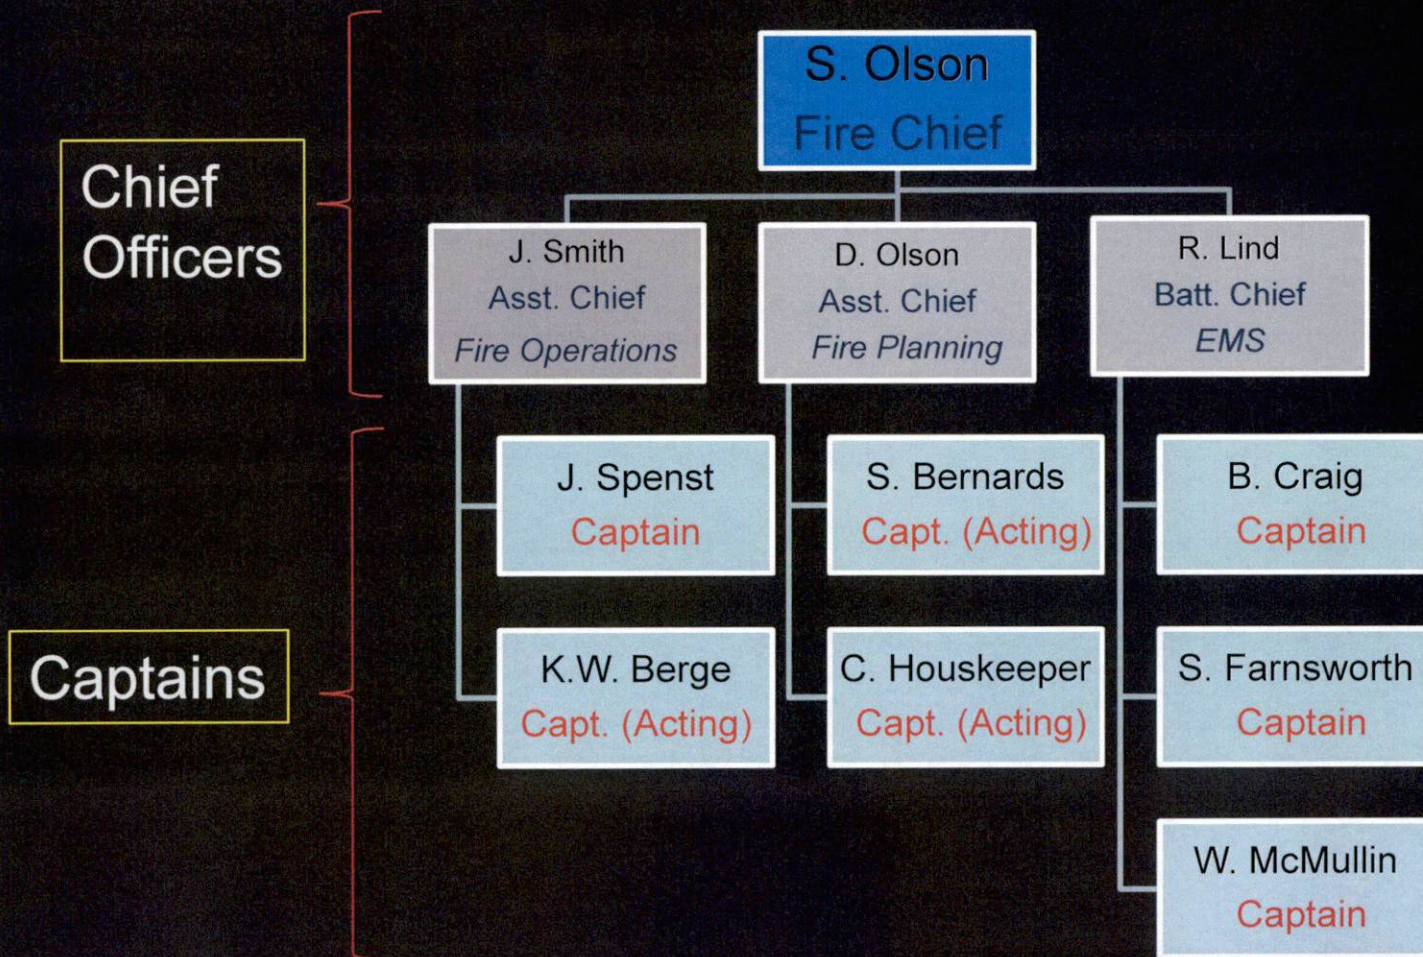 S. Olson
Fire Chief
Chief
Officers
J. Smith
Asst. Chief
Fire Operations
D. Olson
Asst. Chief
Fire Planning
R. Lind
Batt. Chief
EMS
Captains
J. Spenst
Captain
K.W. Berge
Capt. (Acting)
S. Bernards
Capt. (Acting)
C. Houskeeper
Capt. (Acting)
B. Craig
Captain
S. Farnsworth
Captain
W. McMullin
Captain